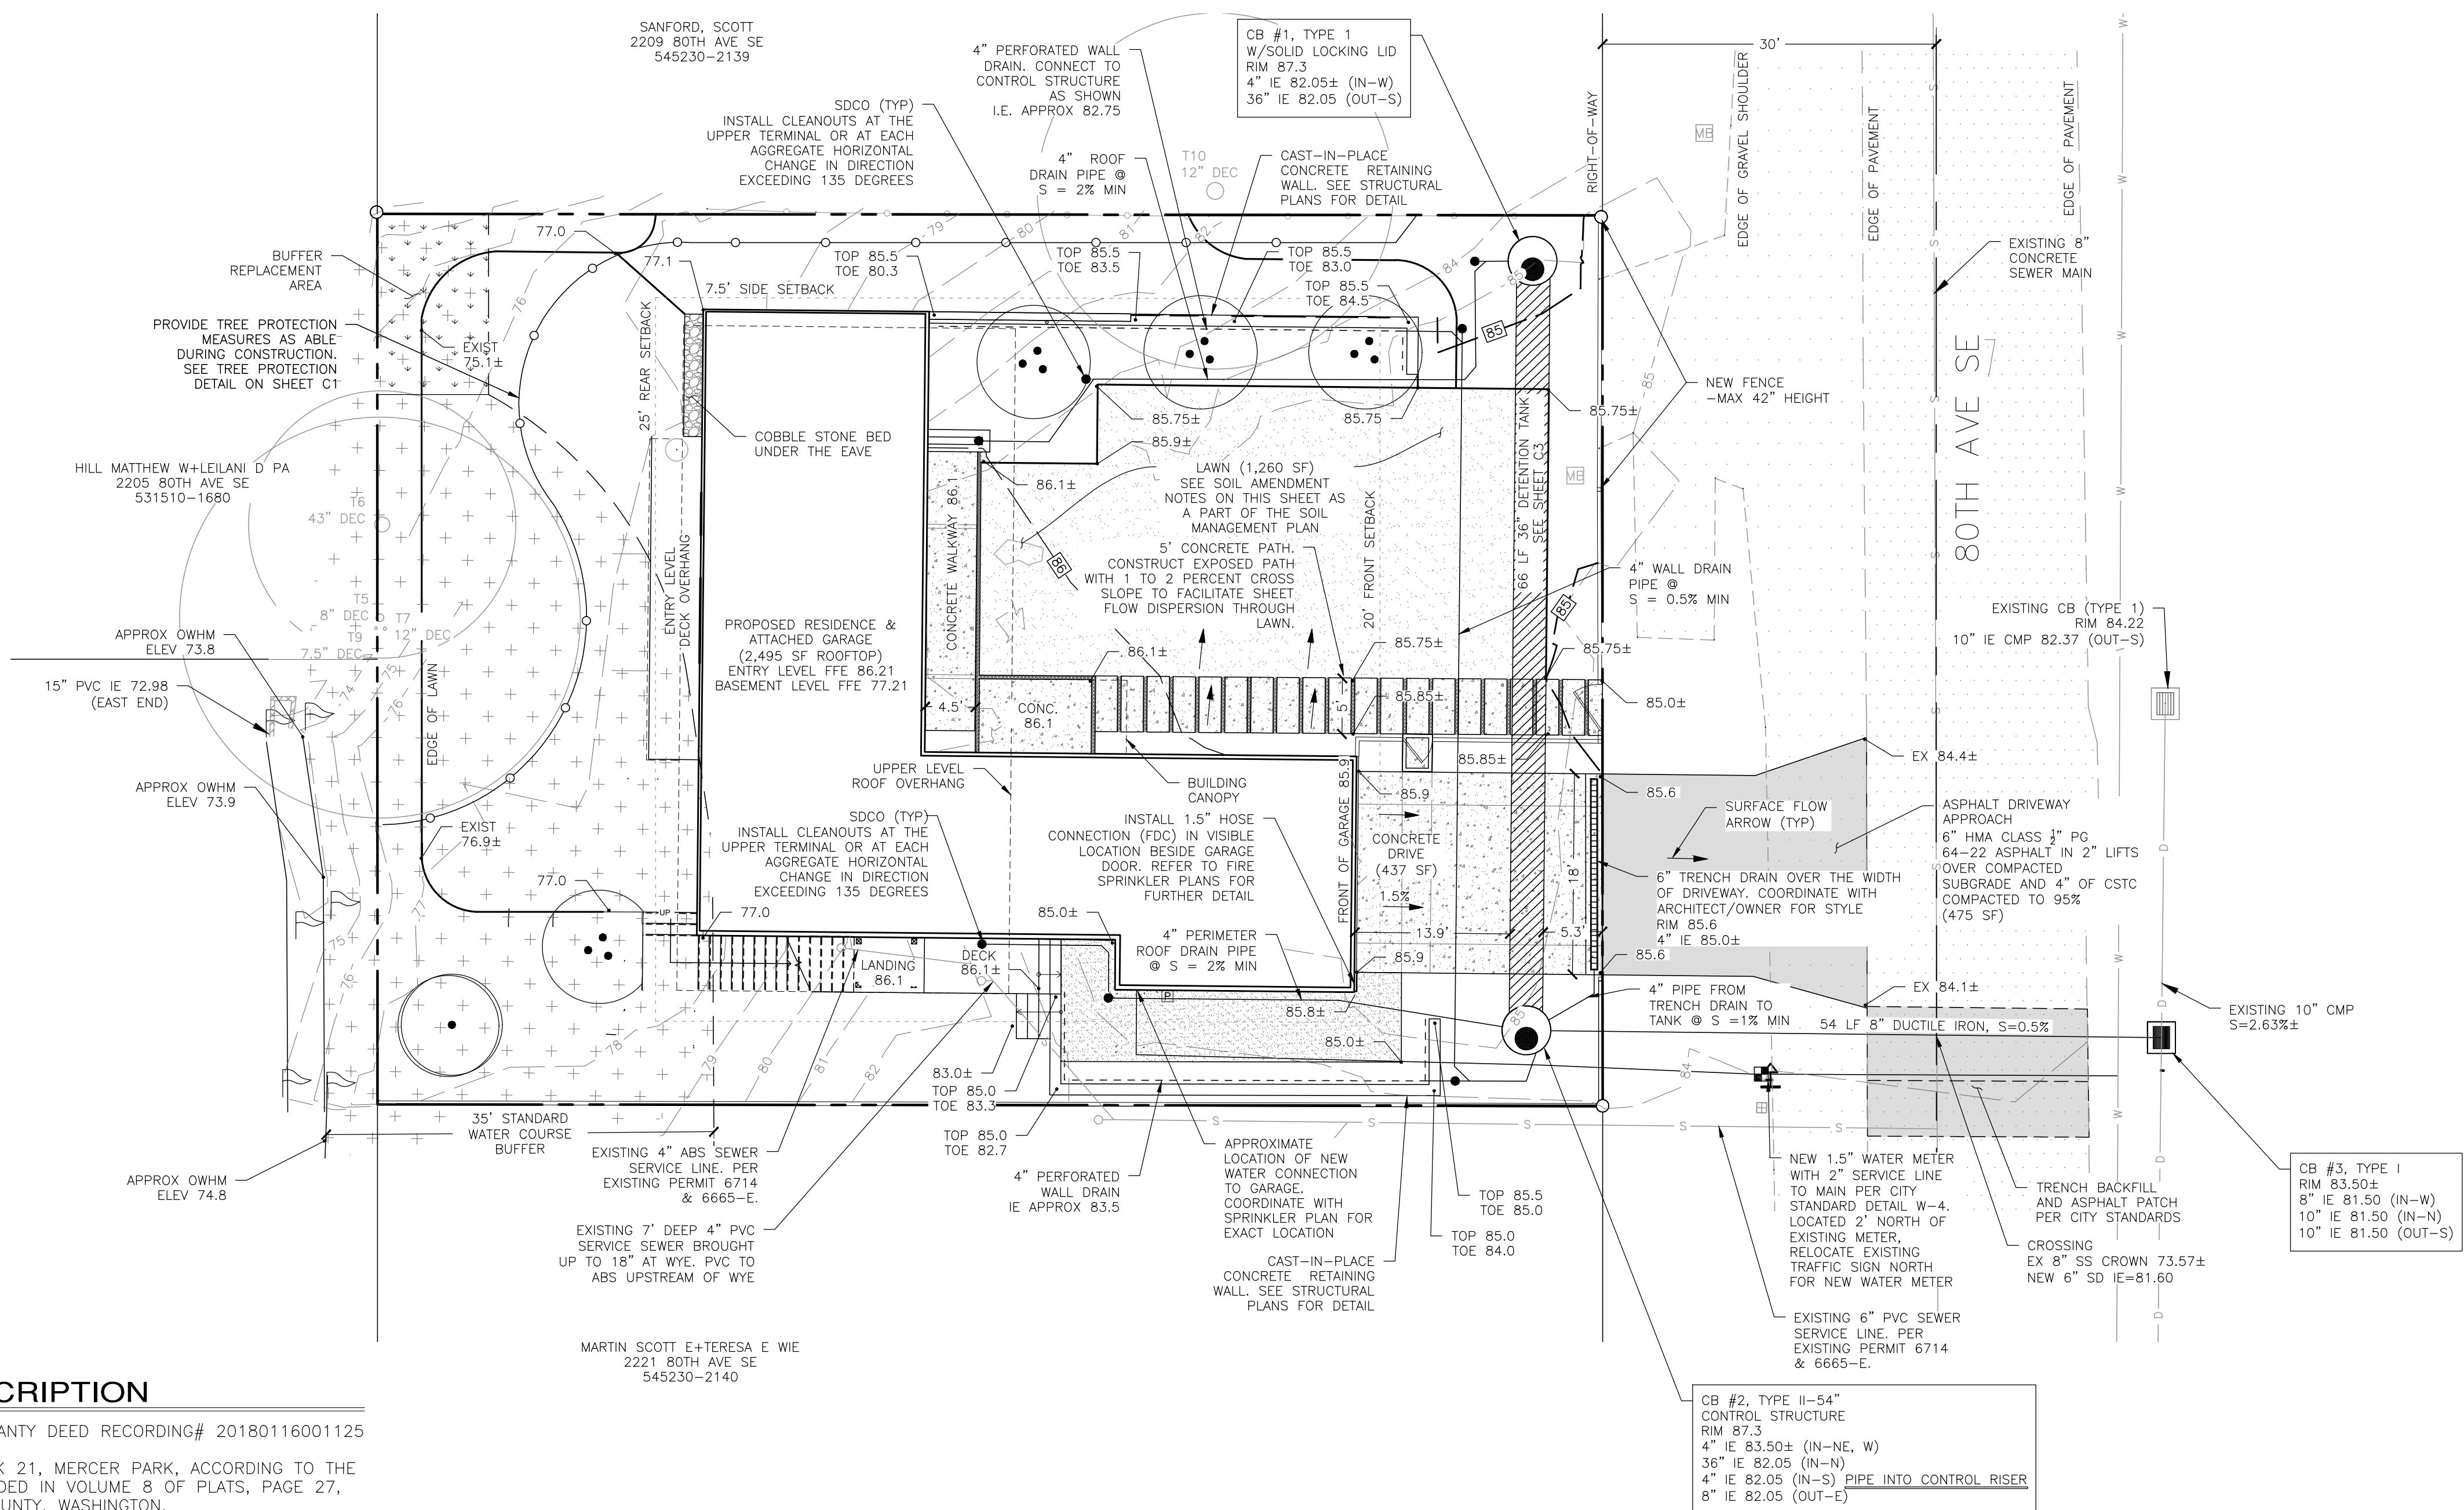 SANFORD, SCOTT
2209 80TH AVE SE
545230-2139
4" PERFORATED WALL
DRAIN. CONNECT TO
CONTROL STRUCTURE
AS SHOWN
I.E. APPROX 82.75
CB #1, TYPE 1
W/SOLID LOCKING LID
RIM 87.3
4" IE 82.05± (IN-W)
36" IE 82.05 (OUT-S)
30'
SDCO (TYP)
INSTALL CLEANOUTS AT THE
UPPER TERMINAL OR AT EACH
AGGREGATE HORIZONTAL
CHANGE IN DIRECTION
EXCEEDING 135 DEGREES
4" ROOF
DRAIN PIPE @
S = 2% MIN
T10
12" DEC
CAST-IN-PLACE
CONCRETE RETAINING
WALL. SEE STRUCTURAL
PLANS FOR DETAIL
RIGHT-OF-WAY
MB
EDGE OF GRAVEL SHOULDER
EDGE OF PAVEMENT
EDGE OF PAVEMENT
EXISTING 8"
CONCRETE
SEWER MAIN
80TH AVE SE
BUFFER
REPLACEMENT
AREA
77.0
77.1
79
80
81
82
84
85
TOP 85.5
TOE 80.3
TOP 85.5
TOE 83.5
TOP 85.5
TOE 83.0
TOP 85.5
TOE 84.5
7.5' SIDE SETBACK
76
PROVIDE TREE PROTECTION
MEASURES AS ABLE
DURING CONSTRUCTION.
SEE TREE PROTECTION
DETAIL ON SHEET C1
EXIST
75.1±
25' REAR SETBACK
85
85
NEW FENCE
-MAX 42" HEIGHT
COBBLE STONE BED
UNDER THE EAVE
85.75±
85.75
85.75±
85.9±
86.1±
HILL MATTHEW W+LEILANI D PA
2205 80TH AVE SE
531510-1680
T6
43" DEC
LAWN (1,260 SF)
SEE SOIL AMENDMENT
NOTES ON THIS SHEET AS
A PART OF THE SOIL
MANAGEMENT PLAN
MB
66 LF 36" DETENTION TANK
SEE SHEET C3
CONCRETE WALKWAY 86.1
86
5' CONCRETE PATH.
CONSTRUCT EXPOSED PATH
WITH 1 TO 2 PERCENT CROSS
SLOPE TO FACILITATE SHEET
FLOW DISPERSION THROUGH
LAWN.
20' FRONT SETBACK
4" WALL DRAIN
PIPE @
S = 0.5% MIN
85
ENTRY LEVEL
DECK OVERHANG
T5
8" DEC
T7
12" DEC
T9
7.5" DEC
APPROX OWHM
ELEV 73.8
PROPOSED RESIDENCE &
ATTACHED GARAGE
(2,495 SF ROOFTOP)
ENTRY LEVEL FFE 86.21
BASEMENT LEVEL FFE 77.21
EXISTING CB (TYPE 1)
RIM 84.22
10" IE CMP 82.37 (OUT-S)
86.1±
85.75±
85.75±
85.85±
85.0±
15" PVC IE 72.98
(EAST END)
74
75
76
EDGE OF LAWN
4.5'
CONC.
86.1
5'
85.85±
UPPER LEVEL
ROOF OVERHANG
BUILDING
CANOPY
FRONT OF GARAGE 85.9
85.9
85.6
EX 84.4±
APPROX OWHM
ELEV 73.9
EXIST
76.9±
SDCO (TYP)
INSTALL CLEANOUTS AT THE
UPPER TERMINAL OR AT EACH
AGGREGATE HORIZONTAL
CHANGE IN DIRECTION
EXCEEDING 135 DEGREES
INSTALL 1.5" HOSE
CONNECTION (FDC) IN VISIBLE
LOCATION BESIDE GARAGE
DOOR. REFER TO FIRE
SPRINKLER PLANS FOR
FURTHER DETAIL
CONCRETE
DRIVE
(437 SF)
1.5%
18'
SURFACE FLOW
ARROW (TYP)
ASPHALT DRIVEWAY
APPROACH
6" HMA CLASS ½" PG
64-22 ASPHALT IN 2" LIFTS
OVER COMPACTED
SUBGRADE AND 4" OF CSTC
COMPACTED TO 95%
(475 SF)
6" TRENCH DRAIN OVER THE WIDTH
OF DRIVEWAY. COORDINATE WITH
ARCHITECT/OWNER FOR STYLE
RIM 85.6
4" IE 85.0±
77.0
UP
77.0
77
75
76
85.0±
13.9'
5.3'
4" PERIMETER
ROOF DRAIN PIPE
@ S = 2% MIN
85.9
85.6
LANDING
86.1
DECK
86.1±
P
85.8±
85
4" PIPE FROM
TRENCH DRAIN TO
TANK @ S =1% MIN
EX 84.1±
54 LF 8" DUCTILE IRON, S=0.5%
EXISTING 10" CMP
S=2.63%±
78
79
80
81
82
83.0±
85.0±
84
TOP 85.0
TOE 83.3
35' STANDARD
WATER COURSE
BUFFER
TOP 85.0
TOE 82.7
EXISTING 4" ABS SEWER
SERVICE LINE. PER
EXISTING PERMIT 6714
& 6665-E.
APPROX OWHM
ELEV 74.8
4" PERFORATED
WALL DRAIN
IE APPROX 83.5
APPROXIMATE
LOCATION OF NEW
WATER CONNECTION
TO GARAGE.
COORDINATE WITH
SPRINKLER PLAN FOR
EXACT LOCATION
TOP 85.5
TOE 85.0
TOP 85.0
TOE 84.0
NEW 1.5" WATER METER
WITH 2" SERVICE LINE
TO MAIN PER CITY
STANDARD DETAIL W-4.
LOCATED 2' NORTH OF
EXISTING METER,
RELOCATE EXISTING
TRAFFIC SIGN NORTH
FOR NEW WATER METER
TRENCH BACKFILL
AND ASPHALT PATCH
PER CITY STANDARDS
CB #3, TYPE I
RIM 83.50±
8" IE 81.50 (IN-W)
10" IE 81.50 (IN-N)
10" IE 81.50 (OUT-S)
EXISTING 7' DEEP 4" PVC
SERVICE SEWER BROUGHT
UP TO 18" AT WYE. PVC TO
ABS UPSTREAM OF WYE
CAST-IN-PLACE
CONCRETE RETAINING
WALL. SEE STRUCTURAL
PLANS FOR DETAIL
CROSSING
EX 8" SS CROWN 73.57±
NEW 6" SD IE=81.60
EXISTING 6" PVC SEWER
SERVICE LINE. PER
EXISTING PERMIT 6714
& 6665-E.
MARTIN SCOTT E+TERESA E WIE
2221 80TH AVE SE
545230-2140
CB #2, TYPE II-54"
CONTROL STRUCTURE
RIM 87.3
4" IE 83.50± (IN-NE, W)
36" IE 82.05 (IN-N)
4" IE 82.05 (IN-S) PIPE INTO CONTROL RISER
8" IE 82.05 (OUT-E)
CRIPTION
ANTY DEED RECORDING# 20180116001125
K 21, MERCER PARK, ACCORDING TO THE
DED IN VOLUME 8 OF PLATS, PAGE 27,
OUNTY, WASHINGTON.